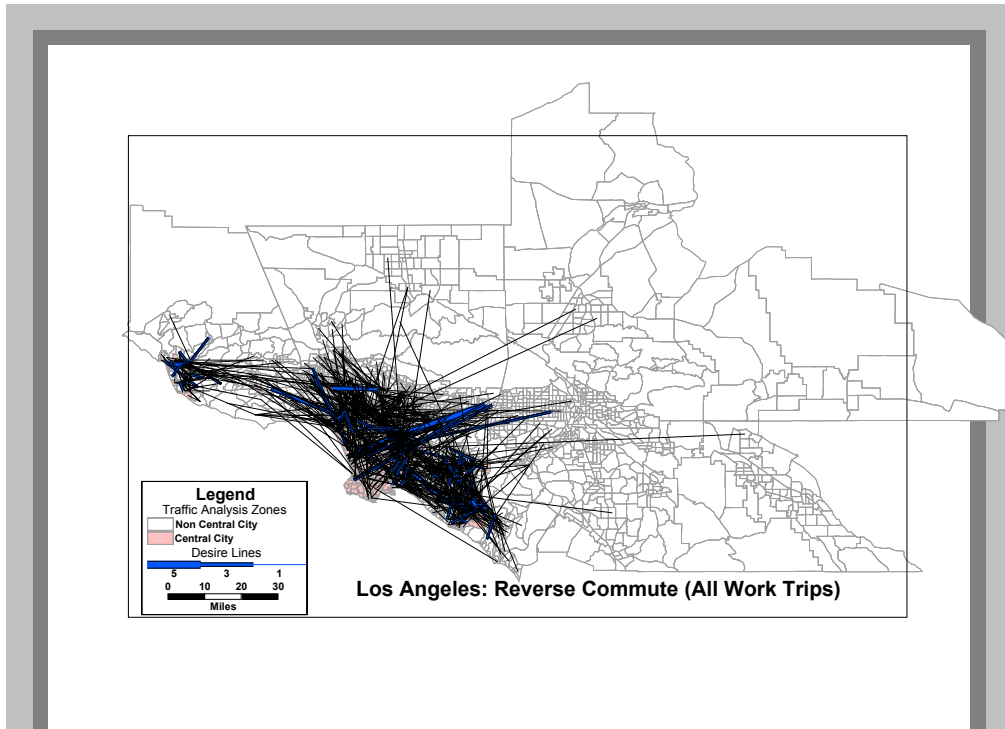 Legend
Traffic Analysis Zones
Non Central City
Central City
Desire Lines
5 3 1
0 10 20 30
Miles
Los Angeles: Reverse Commute (All Work Trips)